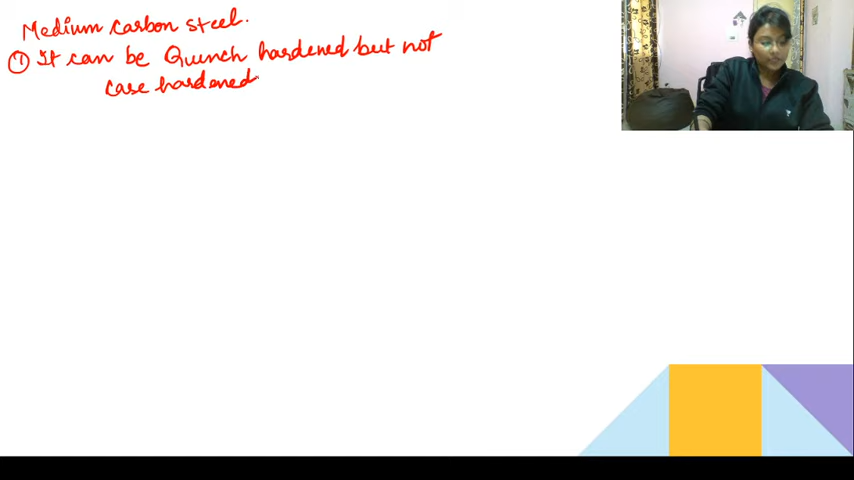 Medium carbon steel.
① It can be Quench hardened but not
case hardened